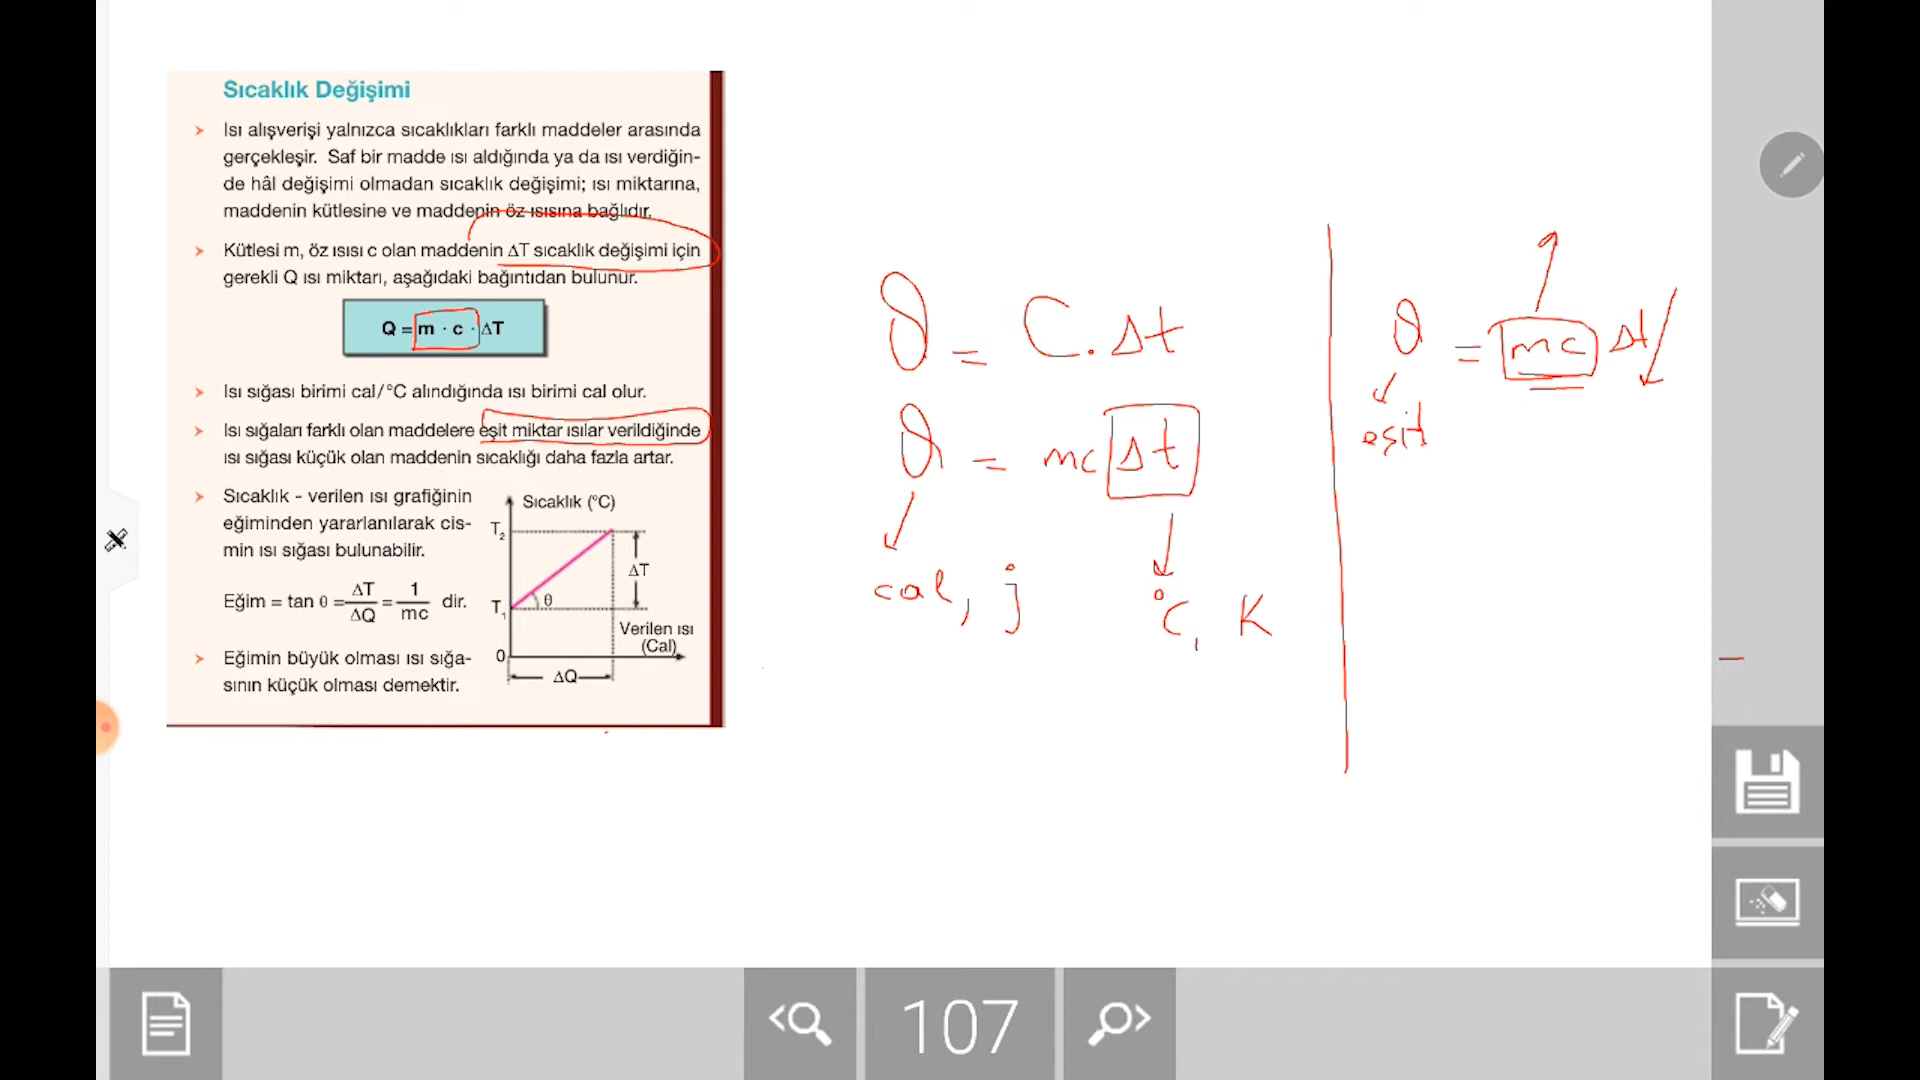 Sıcaklık Değişimi
Isı alışverişi yalnızca sıcaklıkları farklı maddeler arasında
gerçekleşir. Saf bir madde ısı aldığında ya da ısı verdiğin-
de hâl değişimi olmadan sıcaklık değişimi; ısı miktarına,
maddenin kütlesine ve maddenin öz ısısına bağlıdır.
Kütlesi m, öz ısısı c olan maddenin ΔT sıcaklık değişimi için
gerekli Q ısı miktarı, aşağıdaki bağıntıdan bulunur.
Q = m · c · ΔT
Isı sığası birimi cal/°C alındığında ısı birimi cal olur.
Isı sığaları farklı olan maddelere eşit miktar ısılar verildiğinde
ısı sığası küçük olan maddenin sıcaklığı daha fazla artar.
Sıcaklık - verilen ısı grafiğinin
eğiminden yararlanılarak cis-
min ısı sığası bulunabilir.
Eğim = tan θ = ΔT/ΔQ = 1/mc dir.
Eğimin büyük olması ısı sığa-
sının küçük olması demektir.
Sıcaklık (°C)
T₂
ΔT
T₁
θ
Verilen ısı
(Cal)
0
ΔQ
Q = C . Δt
Q = mc Δt
cal, j
°C, K
Q = mc Δt
eşit
107